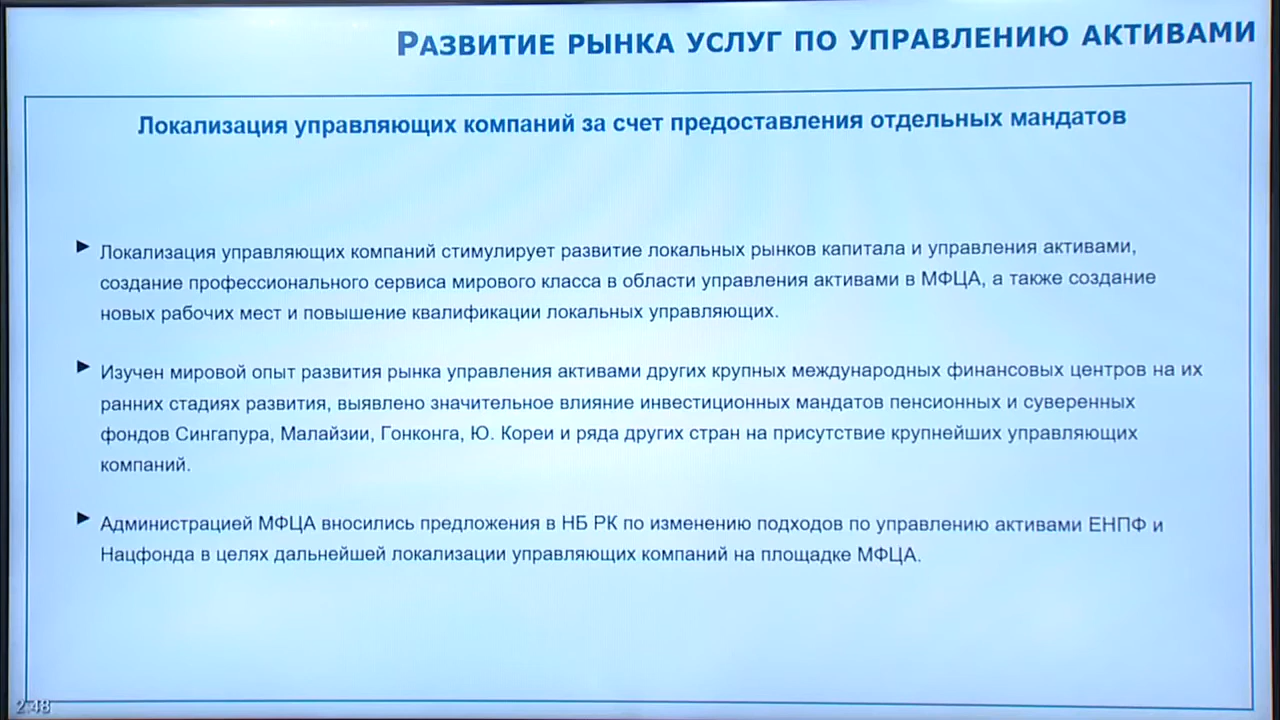 РАЗВИТИЕ РЫНКА УСЛУГ ПО УПРАВЛЕНИЮ АКТИВАМИ
Локализация управляющих компаний за счет предоставления отдельных мандатов
► Локализация управляющих компаний стимулирует развитие локальных рынков капитала и управления активами,
создание профессионального сервиса мирового класса в области управления активами в МФЦА, а также создание
новых рабочих мест и повышение квалификации локальных управляющих.
► Изучен мировой опыт развития рынка управления активами других крупных международных финансовых центров на их
ранних стадиях развития, выявлено значительное влияние инвестиционных мандатов пенсионных и суверенных
фондов Сингапура, Малайзии, Гонконга, Ю. Кореи и ряда других стран на присутствие крупнейших управляющих
компаний.
► Администрацией МФЦА вносились предложения в НБ РК по изменению подходов по управлению активами ЕНПФ и
Нацфонда в целях дальнейшей локализации управляющих компаний на площадке МФЦА.
2:48